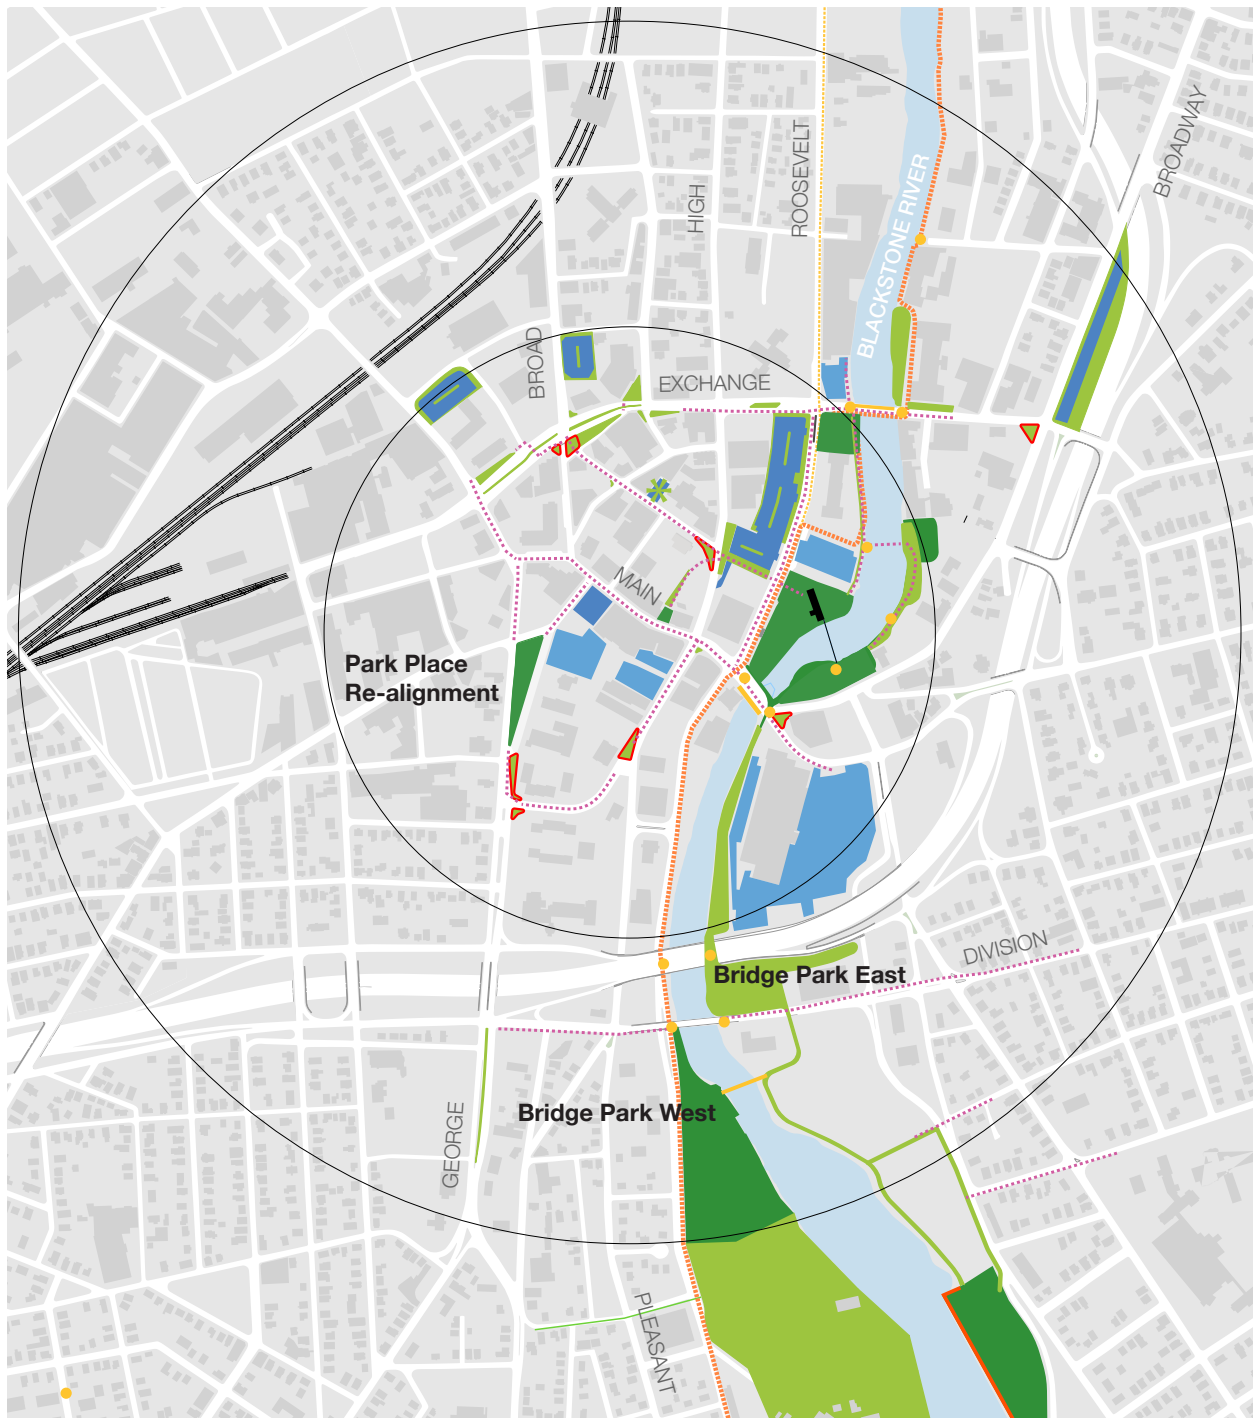 BROADWAY
ROOSEVELT
HIGH
BLACKSTONE RIVER
BROAD
EXCHANGE
MAIN
Park Place
Re-alignment
DIVISION
Bridge Park East
Bridge Park West
GEORGE
PLEASANT